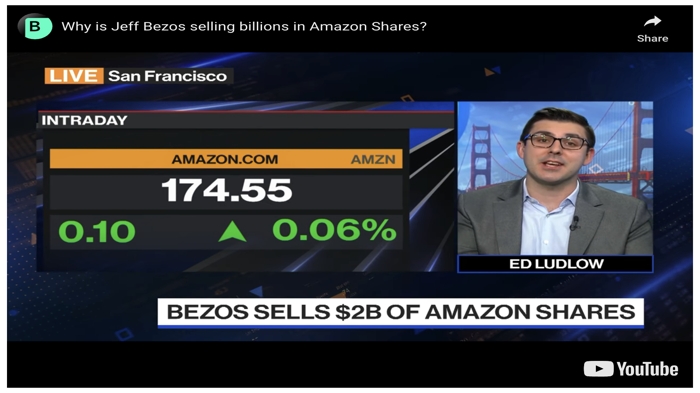 B
Why is Jeff Bezos selling billions in Amazon Shares?
Share
LIVE San Francisco
INTRADAY
AMAZON.COM AMZN
174.55
0.10 0.06%
ED LUDLOW
BEZOS SELLS $2B OF AMAZON SHARES
YouTube